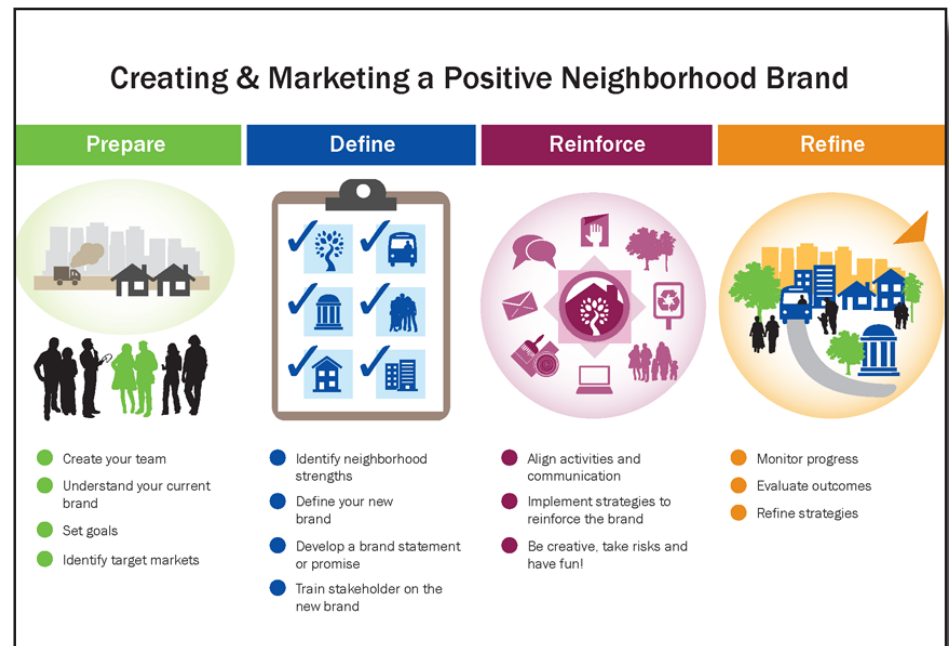 Creating & Marketing a Positive Neighborhood Brand
Prepare
Define
Reinforce
Refine
Create your team
Understand your current
brand
Set goals
Identify target markets
Identify neighborhood
strengths
Define your new
brand
Develop a brand statement
or promise
Train stakeholder on the
new brand
Align activities and
communication
Implement strategies to
reinforce the brand
Be creative, take risks and
have fun!
Monitor progress
Evaluate outcomes
Refine strategies